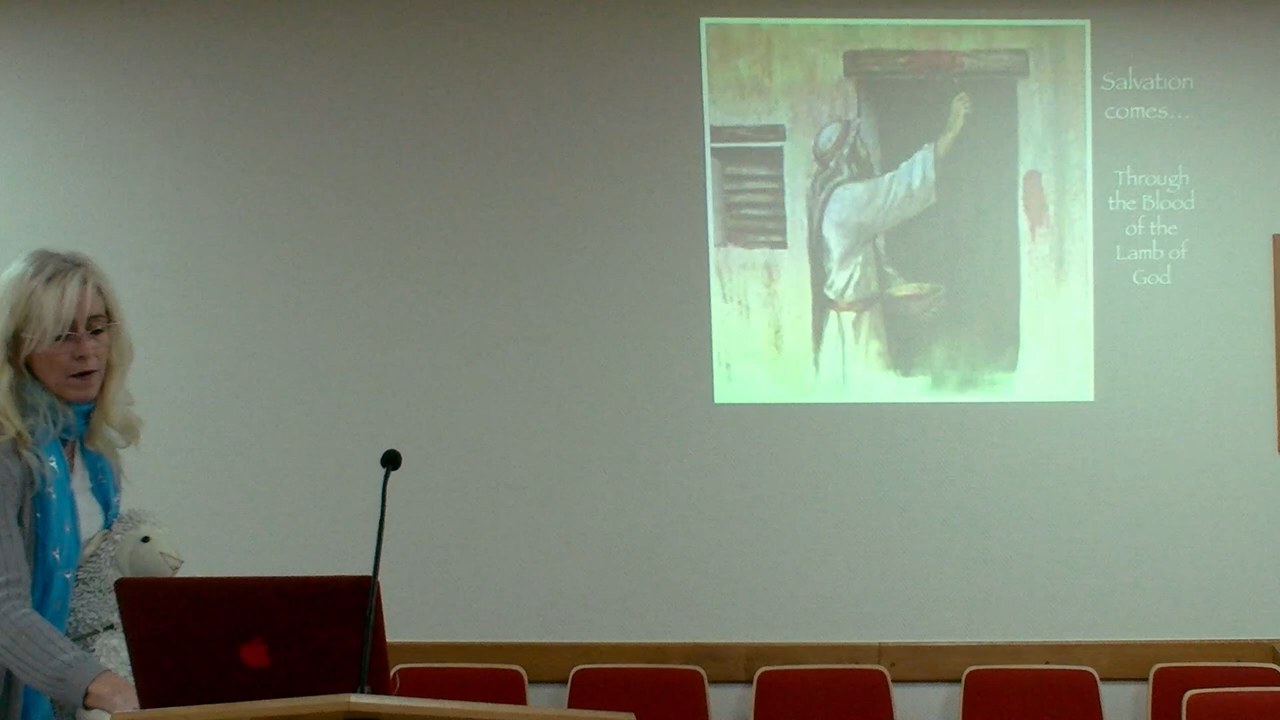 Salvation
comes...
Through
the Blood
of the
Lamb of
God